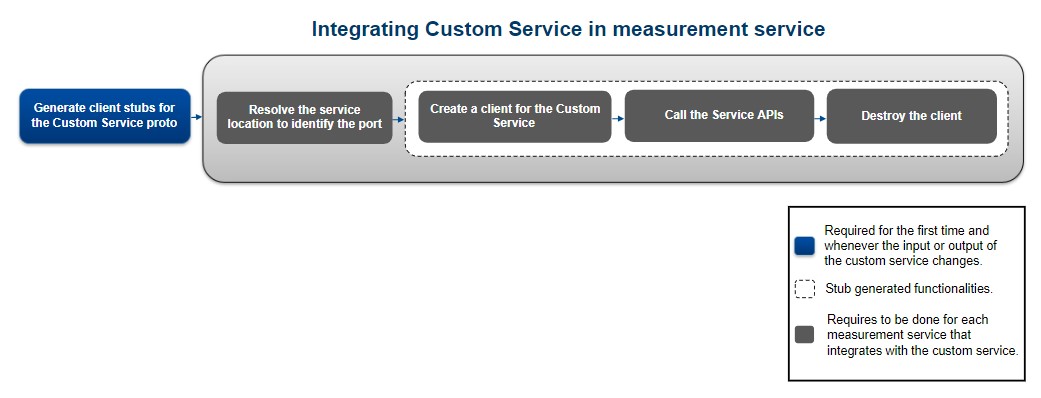 Integrating Custom Service in measurement service
Generate client stubs for
the Custom Service proto
Resolve the service
location to identify the port
Create a client for the Custom
Service
Call the Service APIs
Destroy the client
Required for the first time and
whenever the input or output of
the custom service changes.
Stub generated functionalities.
Requires to be done for each
measurement service that
integrates with the custom service.